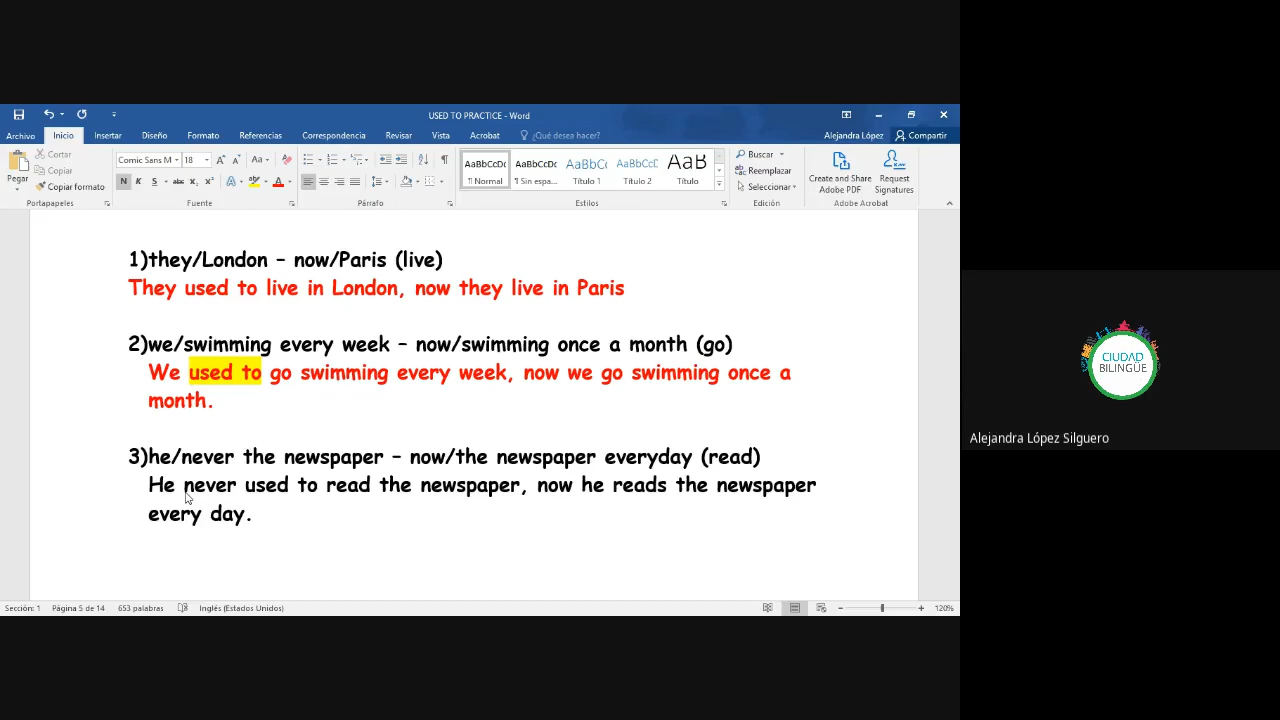 USED TO PRACTICE - Word
Archivo Inicio Insertar Diseño Formato Referencias Correspondencia Revisar Vista Acrobat ¿Qué desea hacer? Alejandra López Compartir
Pegar
Cortar
Copiar
Copiar formato
Portapapeles
Comic Sans M 18
Aa
N K S abc x₂ x² A
Fuente
Párrafo
AaBbCcDc AaBbCcDc AaBbCc AaBbCcD AaB
¶ Normal ¶ Sin espa... Título 1 Título 2 Título
Estilos
Buscar
Reemplazar
Seleccionar
Edición
Create and Share Adobe PDF
Request Signatures
Adobe Acrobat
1)they/London – now/Paris (live)
They used to live in London, now they live in Paris
2)we/swimming every week – now/swimming once a month (go)
We used to go swimming every week, now we go swimming once a
month.
3)he/never the newspaper – now/the newspaper everyday (read)
He never used to read the newspaper, now he reads the newspaper
every day.
Sección: 1 Página 5 de 14 653 palabras Inglés (Estados Unidos) 120%
CIUDAD
BILINGÜE
Alejandra López Silguero